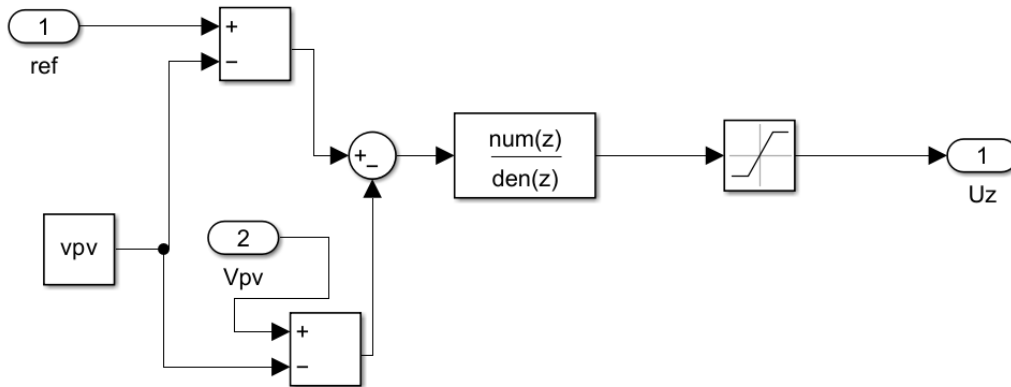 1
ref
+
−
+
−
num(z)
den(z)
1
Uz
vpv
2
Vpv
+
−